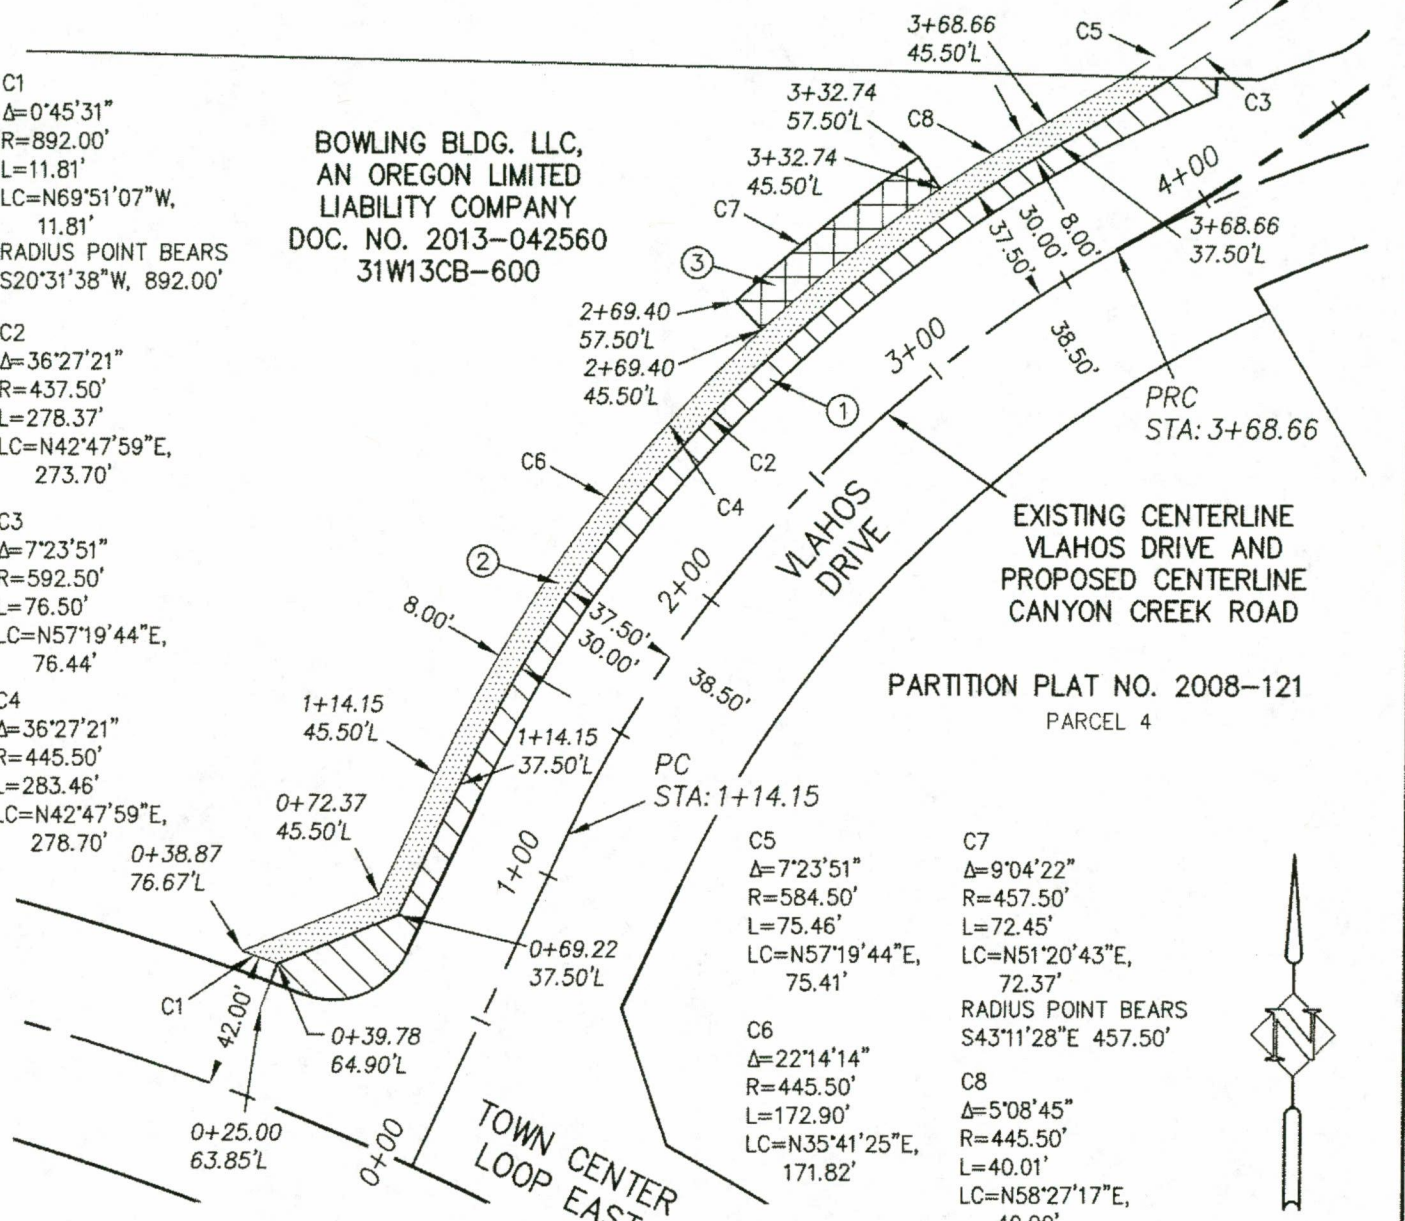 C1
Δ=0°45'31"
R=892.00'
L=11.81'
LC=N69°51'07"W,
11.81'
RADIUS POINT BEARS
S20°31'38"W, 892.00'
C2
Δ=36°27'21"
R=437.50'
L=278.37'
LC=N42°47'59"E,
273.70'
C3
Δ=7°23'51"
R=592.50'
L=76.50'
LC=N57°19'44"E,
76.44'
C4
Δ=36°27'21"
R=445.50'
L=283.46'
LC=N42°47'59"E,
278.70'
BOWLING BLDG. LLC,
AN OREGON LIMITED
LIABILITY COMPANY
DOC. NO. 2013-042560
31W13CB-600
3+68.66
45.50'L
C5
C3
3+32.74
57.50'L
C8
3+32.74
45.50'L
C7
3
2+69.40
57.50'L
2+69.40
45.50'L
4+00
3+68.66
37.50'L
8.00'
30.00'
37.50'
38.50'
3+00
PRC
STA: 3+68.66
1
C2
C6
C4
VLAHOS
DRIVE
EXISTING CENTERLINE
VLAHOS DRIVE AND
PROPOSED CENTERLINE
CANYON CREEK ROAD
2
2+00
8.00'
37.50'
30.00'
38.50'
PARTITION PLAT NO. 2008-121
PARCEL 4
1+14.15
45.50'L
1+14.15
37.50'L
PC
STA: 1+14.15
0+72.37
45.50'L
1+00
0+38.87
76.67'L
0+69.22
37.50'L
C1
42.00'
0+39.78
64.90'L
0+25.00
63.85'L
0+00
TOWN CENTER
LOOP EAST
C5
Δ=7°23'51"
R=584.50'
L=75.46'
LC=N57°19'44"E,
75.41'
C6
Δ=22°14'14"
R=445.50'
L=172.90'
LC=N35°41'25"E,
171.82'
C7
Δ=9°04'22"
R=457.50'
L=72.45'
LC=N51°20'43"E,
72.37'
RADIUS POINT BEARS
S43°11'28"E 457.50'
C8
Δ=5°08'45"
R=445.50'
L=40.01'
LC=N58°27'17"E,
N